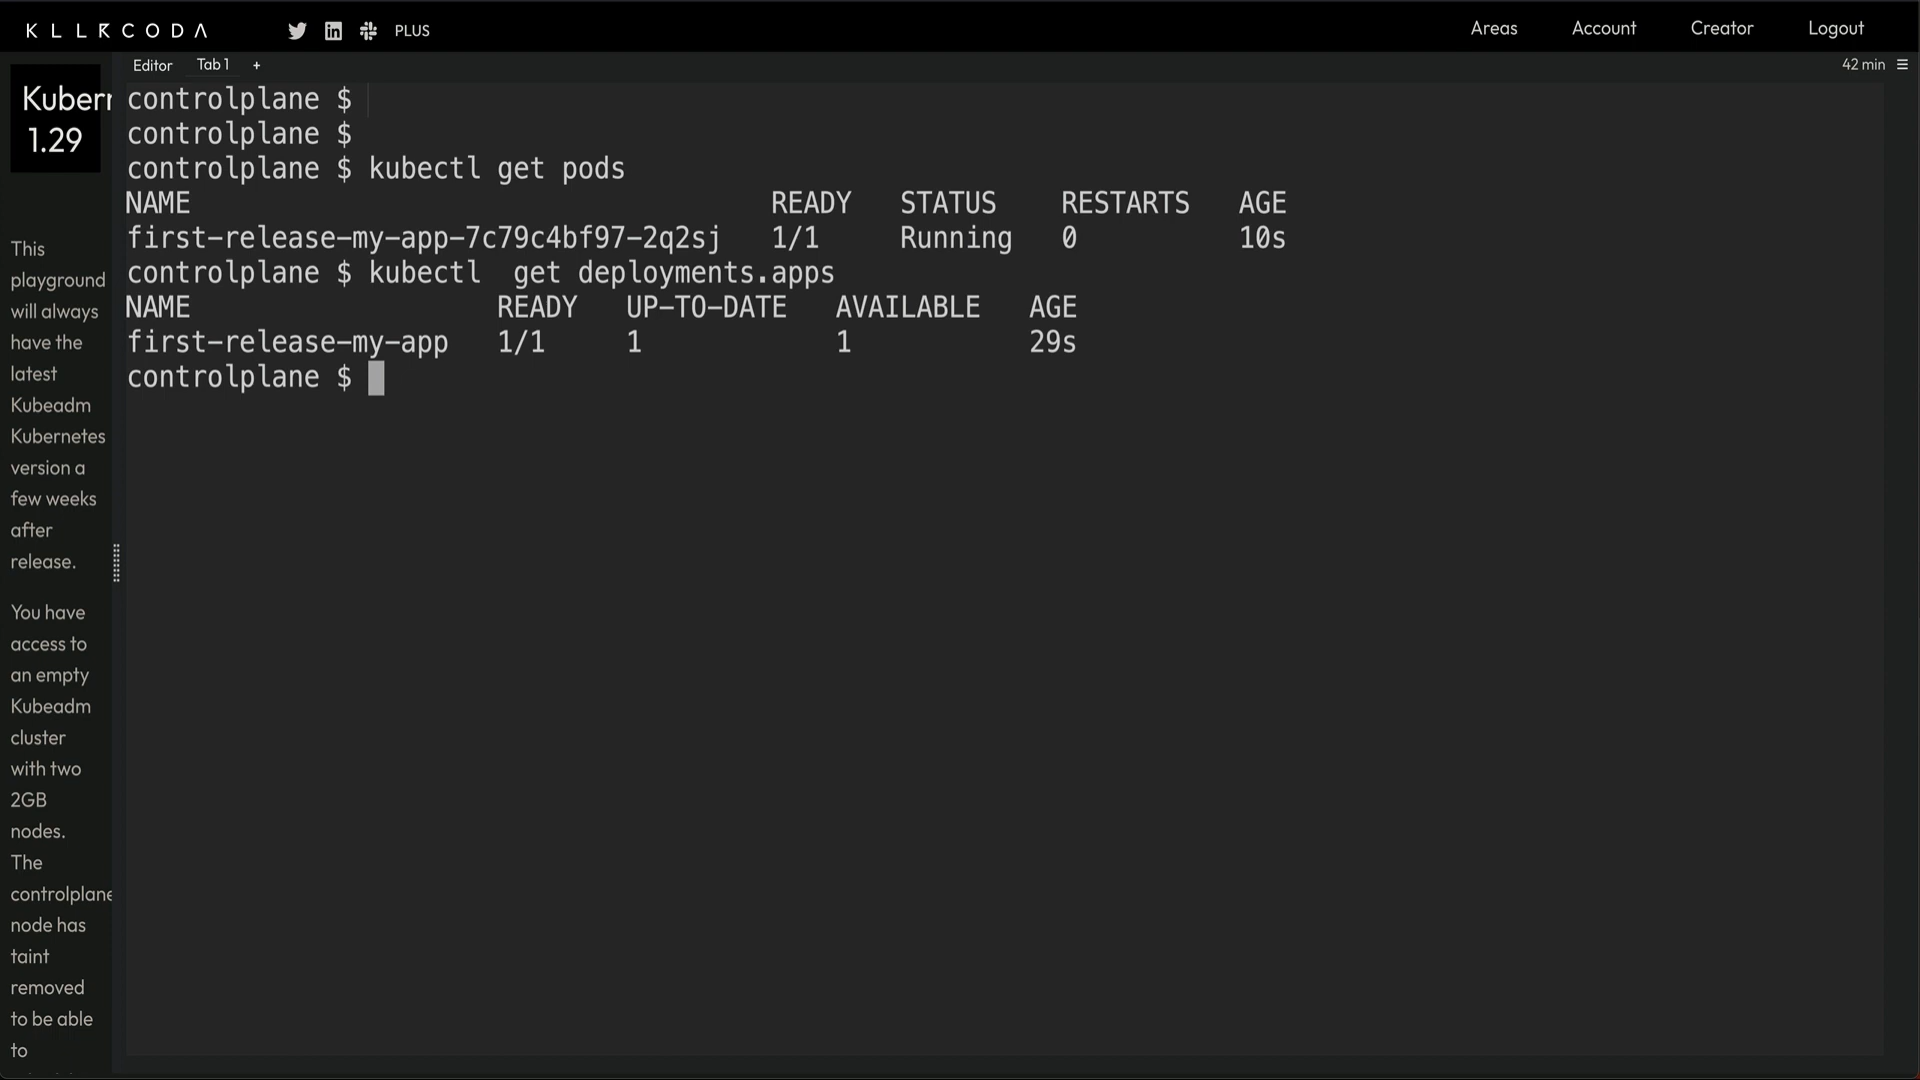 KLLRCODA PLUS Areas Account Creator Logout
Editor Tab 1 + 42 min
Kubern
1.29
This
playground
will always
have the
latest
Kubeadm
Kubernetes
version a
few weeks
after
release.
You have
access to
an empty
Kubeadm
cluster
with two
2GB
nodes.
The
controlplane
node has
taint
removed
to be able
to
controlplane $
controlplane $
controlplane $ kubectl get pods
NAME READY STATUS RESTARTS AGE
first-release-my-app-7c79c4bf97-2q2sj 1/1 Running 0 10s
controlplane $ kubectl  get deployments.apps
NAME READY UP-TO-DATE AVAILABLE AGE
first-release-my-app 1/1 1 1 29s
controlplane $